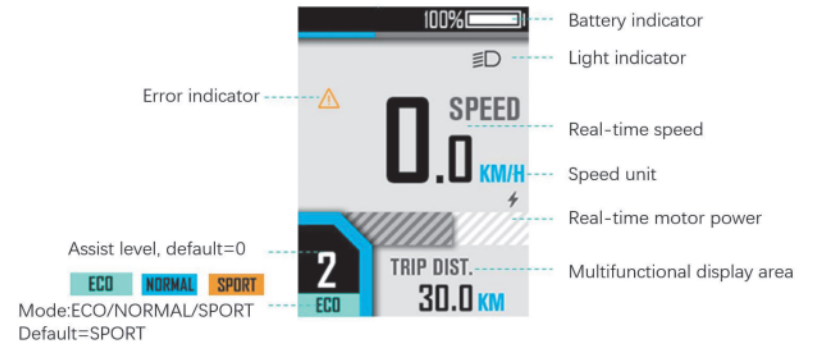 100%
Battery indicator
Light indicator
Error indicator
SPEED
0.0
KM/H
Real-time speed
Speed unit
Real-time motor power
Assist level, default=0
2
ECO
TRIP DIST.
30.0 KM
Multifunctional display area
ECO NORMAL SPORT
Mode:ECO/NORMAL/SPORT
Default=SPORT